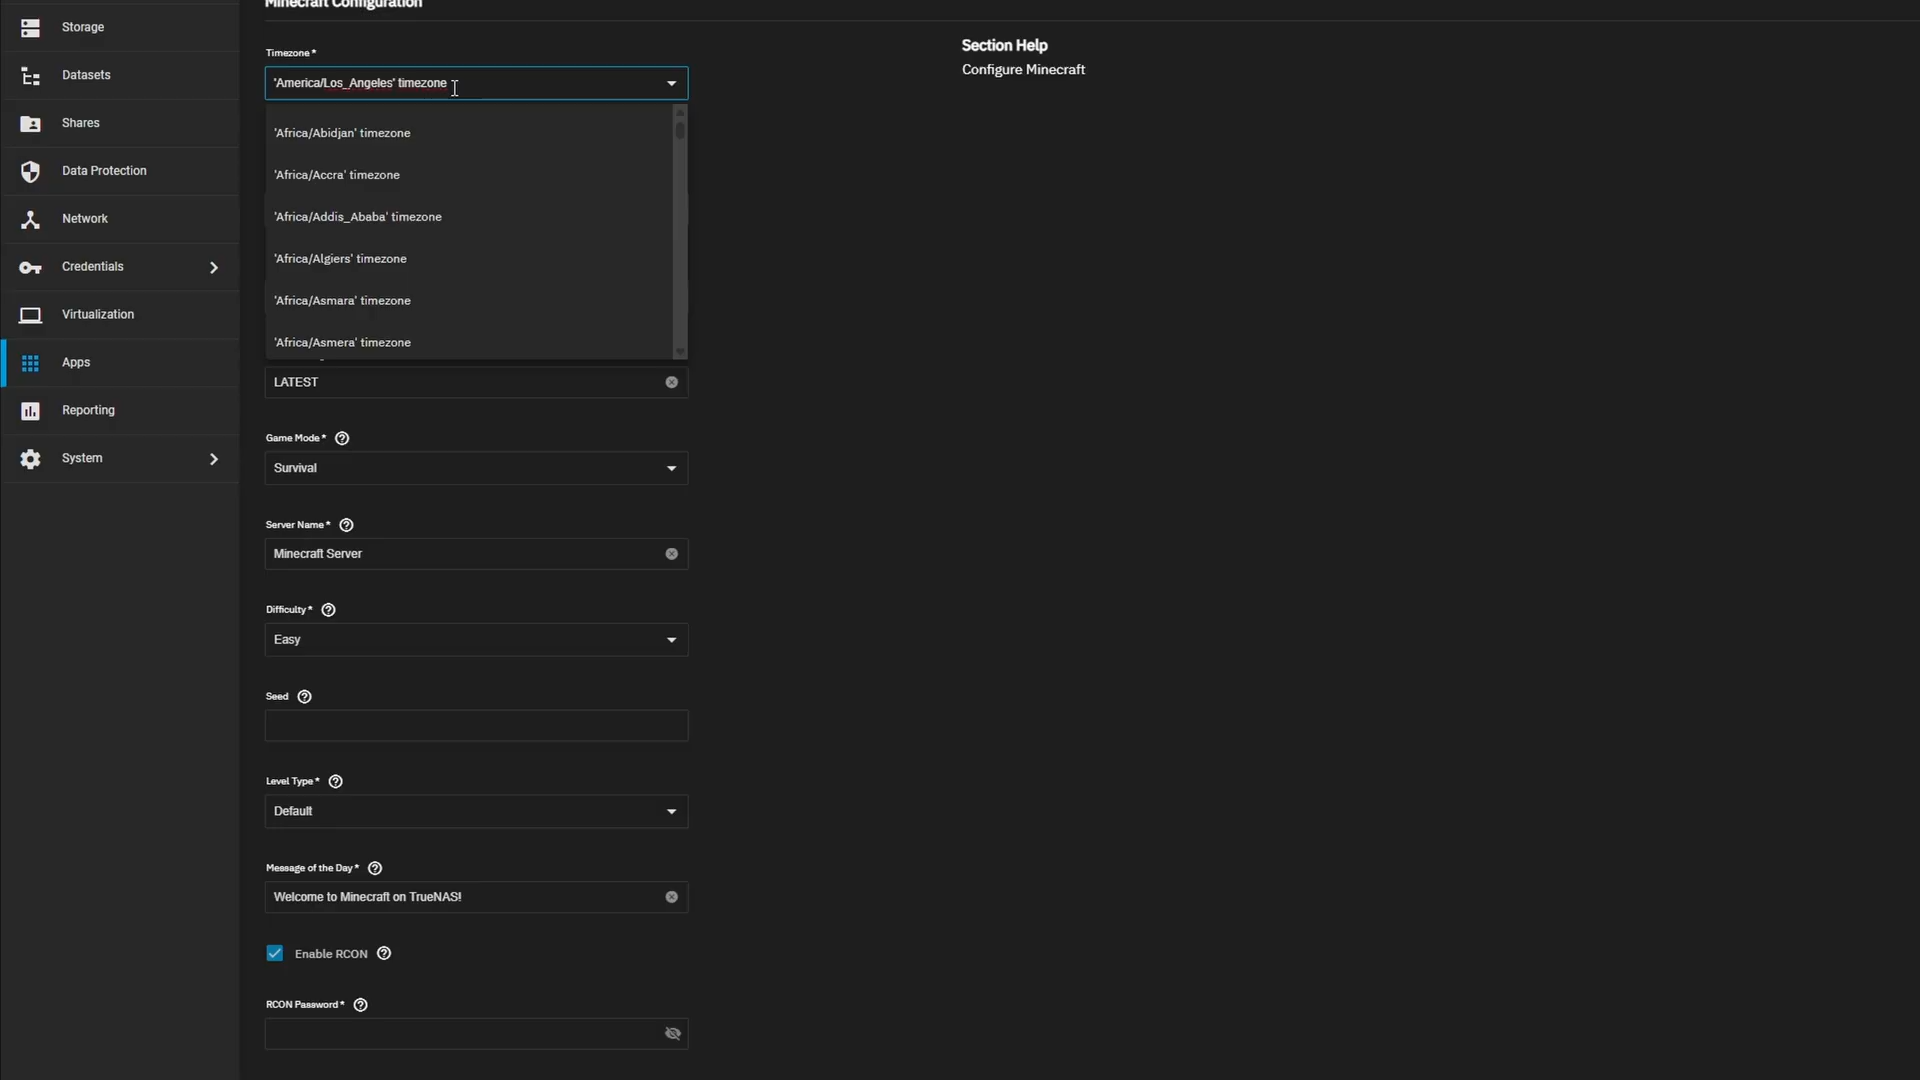 Storage
Datasets
Shares
Data Protection
Network
Credentials
Virtualization
Apps
Reporting
System
Minecraft Configuration
Timezone *
'America/Los_Angeles' timezone
'Africa/Abidjan' timezone
'Africa/Accra' timezone
'Africa/Addis_Ababa' timezone
'Africa/Algiers' timezone
'Africa/Asmara' timezone
'Africa/Asmera' timezone
LATEST
Game Mode *
Survival
Server Name *
Minecraft Server
Difficulty *
Easy
Seed
Level Type *
Default
Message of the Day *
Welcome to Minecraft on TrueNAS!
Enable RCON
RCON Password *
Section Help
Configure Minecraft